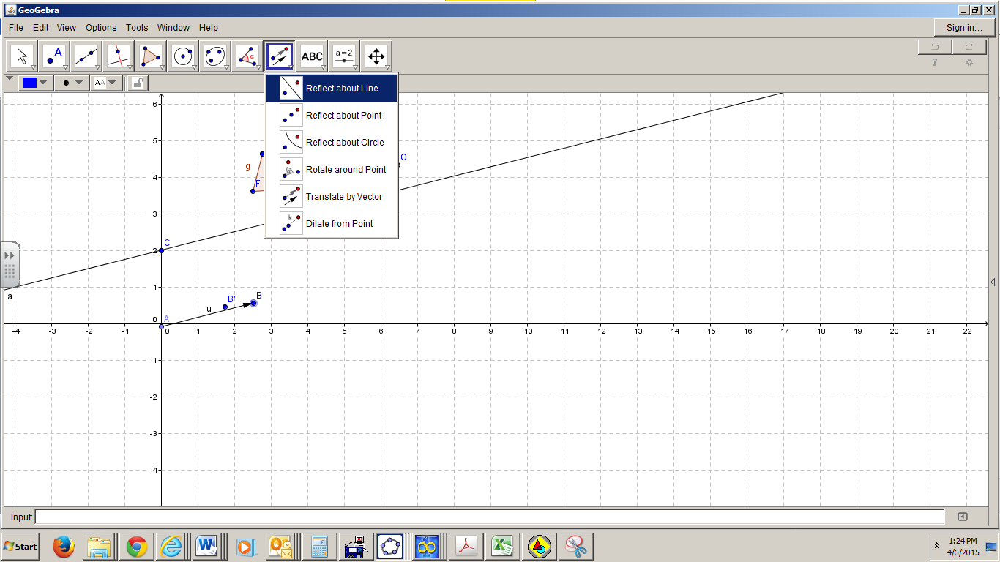 GeoGebra
File Edit View Options Tools Window Help
Sign in...
A
α
ABC
a=2
?
AA
Reflect about Line
Reflect about Point
Reflect about Circle
α
Rotate around Point
Translate by Vector
k
Dilate from Point
6
5
4
3
2
1
0
-1
-2
-3
-4
g
F
G'
C
a
B'
B
u
A
-4 -3 -2 -1 0 1 2 3 4 5 6 7 8 9 10 11 12 13 14 15 16 17 18 19 20 21 22
Input:
Start
1:24 PM
4/6/2015